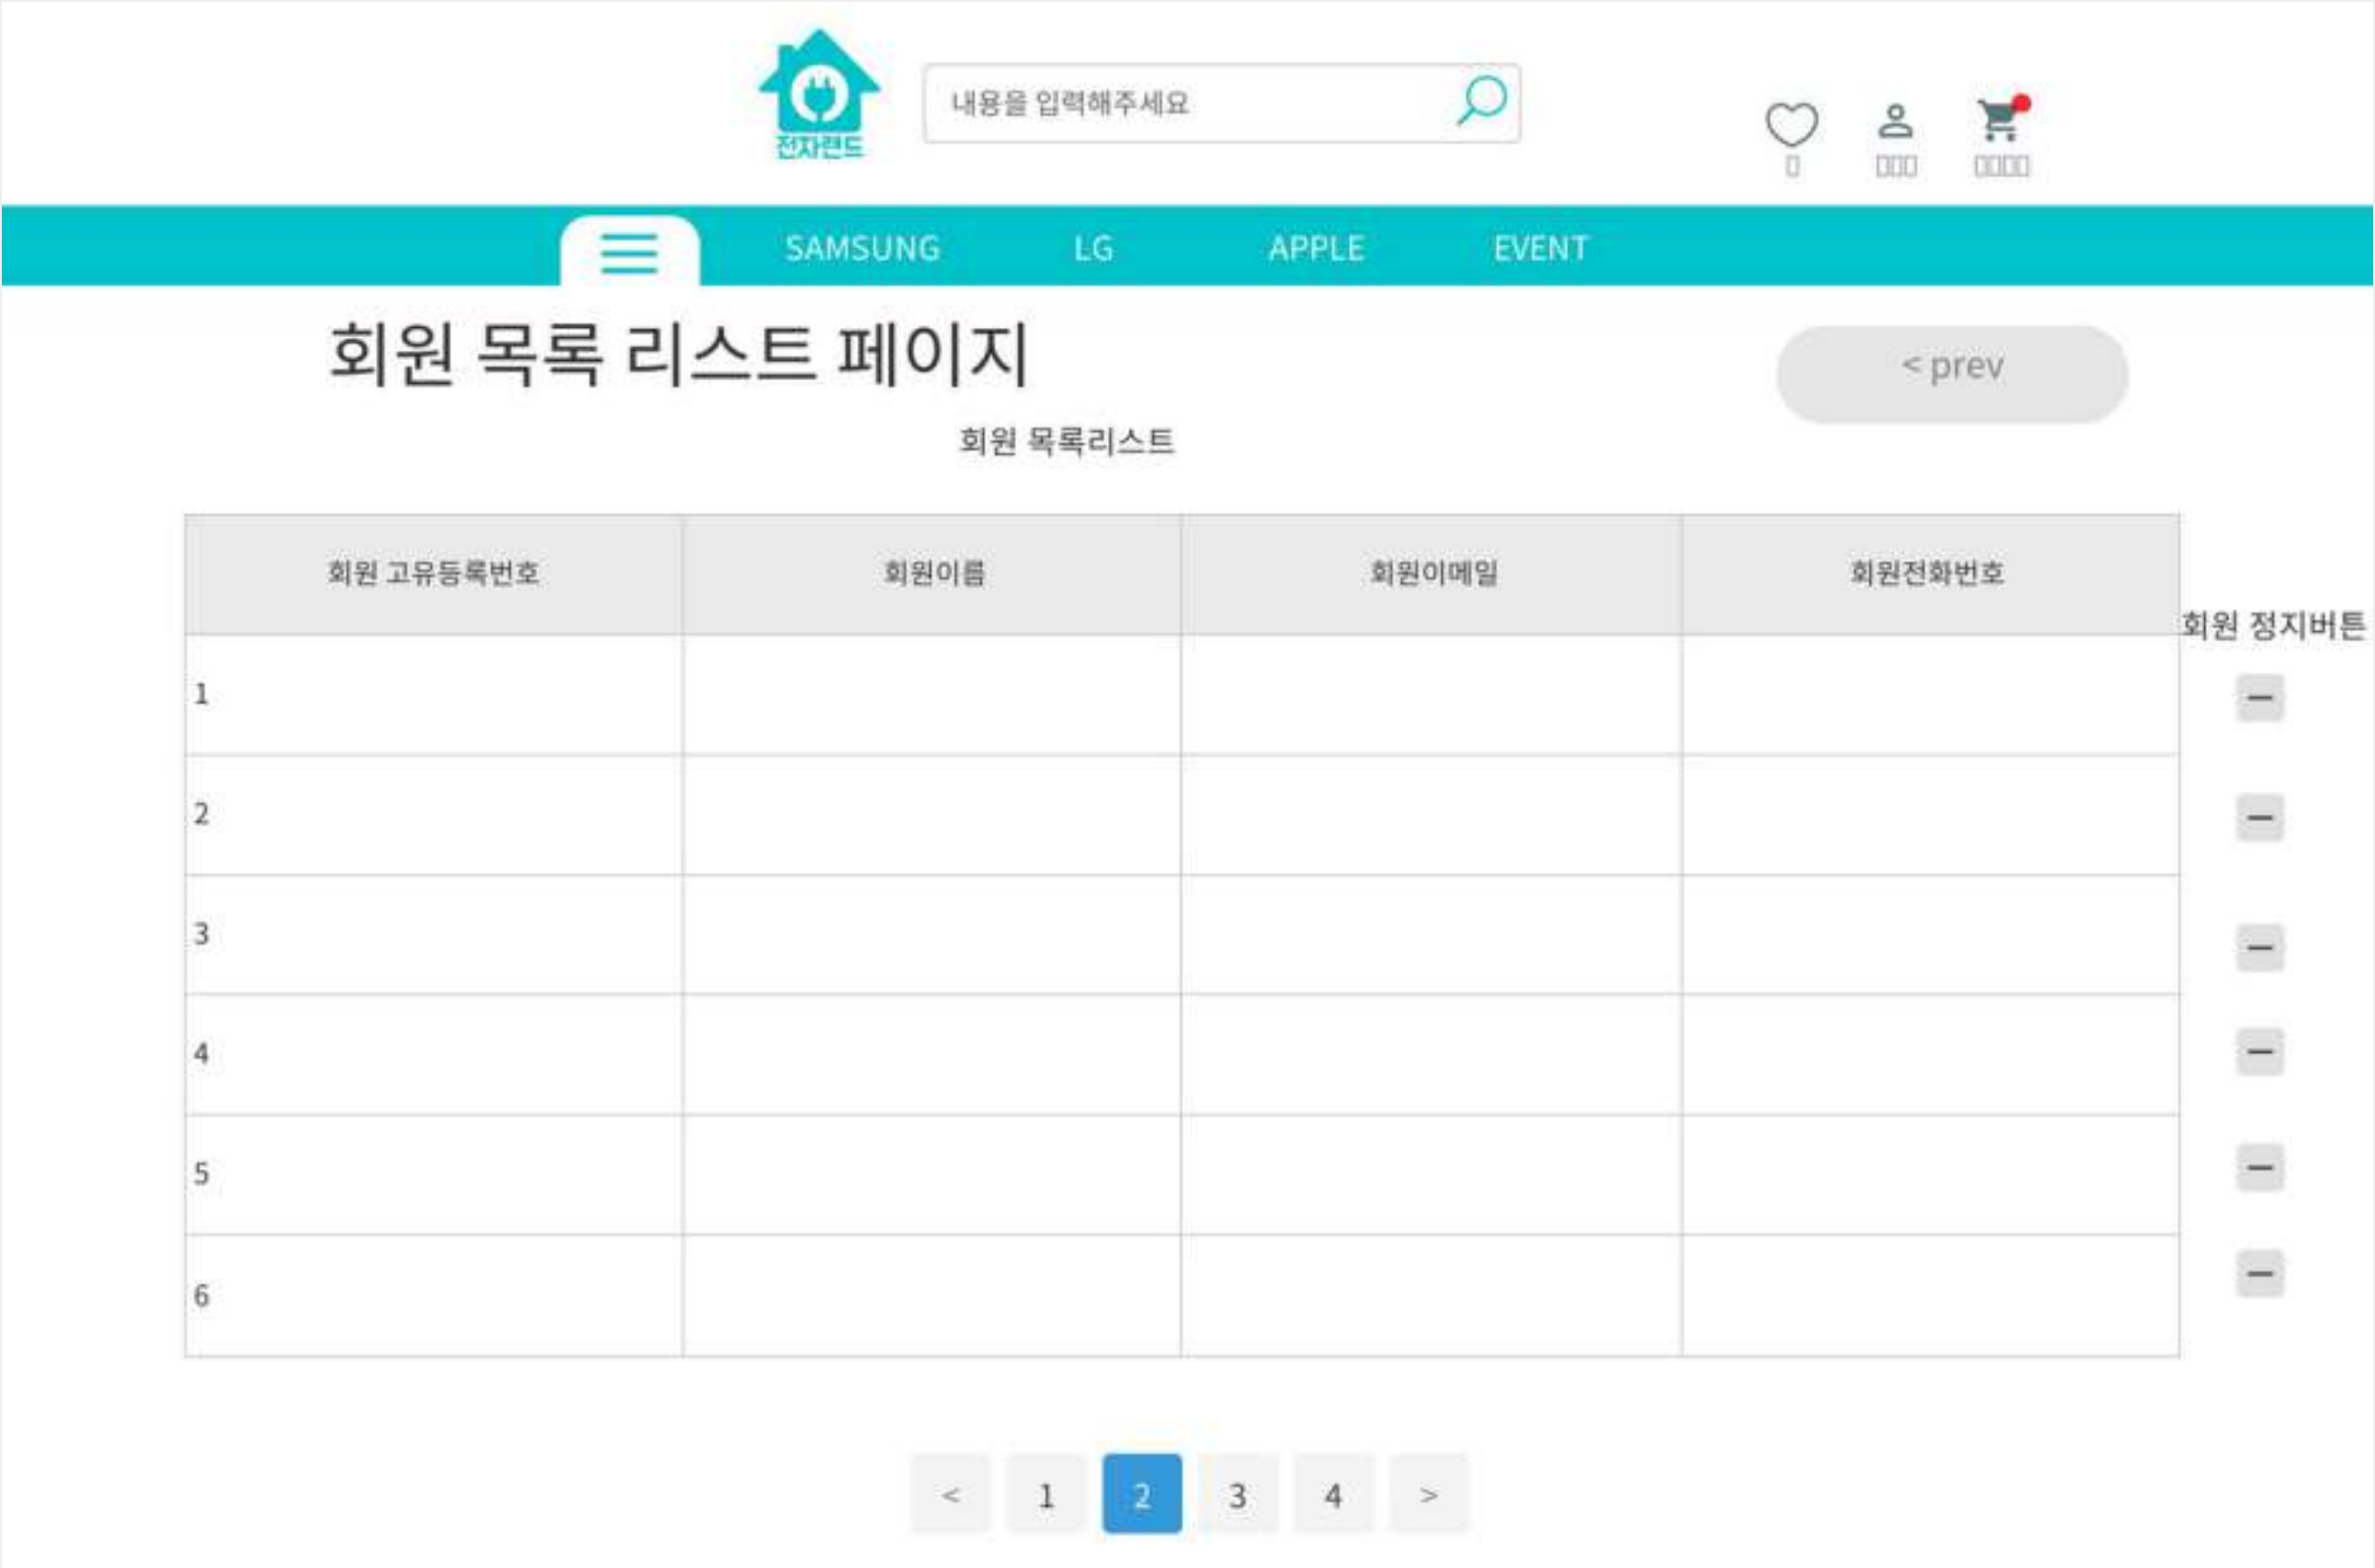 전자랜드
내용을 입력해주세요
SAMSUNG LG APPLE EVENT
회원 목록 리스트 페이지
< prev
회원 목록리스트
회원 고유등록번호 회원이름 회원이메일 회원전화번호
회원 정지버튼
1
2
3
4
5
6
< 1 2 3 4 >